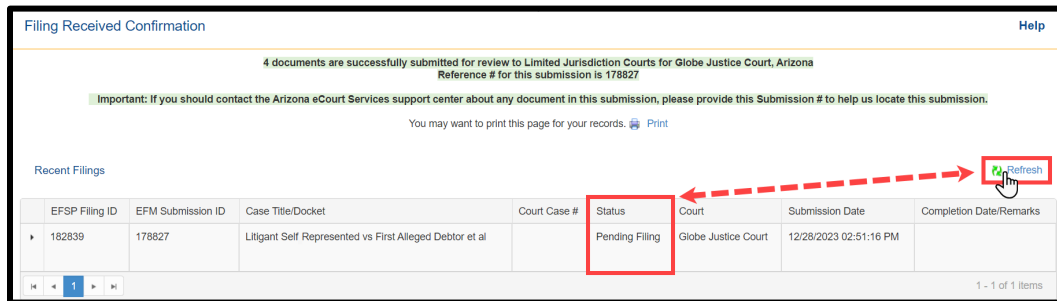 Filing Received Confirmation
Help
4 documents are successfully submitted for review to Limited Jurisdiction Courts for Globe Justice Court, Arizona
Reference # for this submission is 178827
Important: If you should contact the Arizona eCourt Services support center about any document in this submission, please provide this Submission # to help us locate this submission.
You may want to print this page for your records. Print
Recent Filings
Refresh
EFSP Filing ID EFM Submission ID Case Title/Docket Court Case # Status Court Submission Date Completion Date/Remarks
182839 178827 Litigant Self Represented vs First Alleged Debtor et al Pending Filing Globe Justice Court 12/28/2023 02:51:16 PM
1 1 - 1 of 1 items